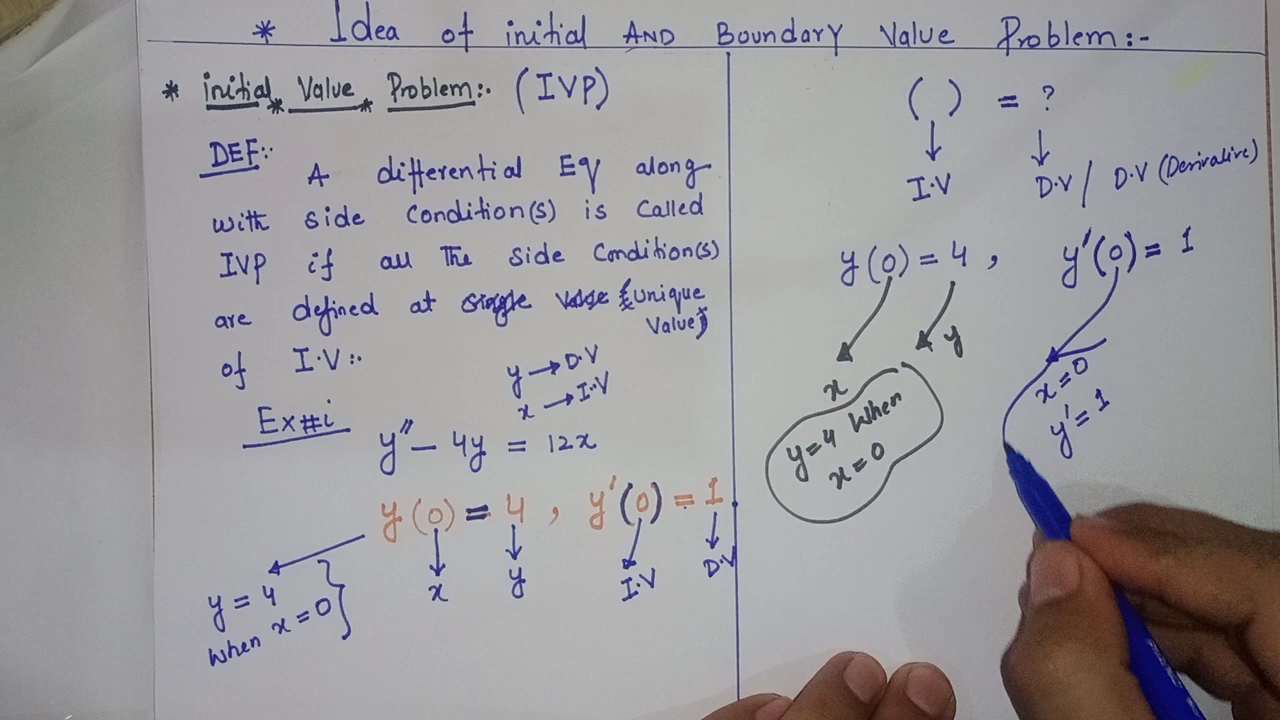 * Idea of initial AND Boundary Value Problem:-
* initial Value Problem:. (IVP)
DEF::
A differential Eq along
with side Condition(s) is Called
IVP if all The side Condition(s)
are defined at single Value {unique
Value}
of I.V:.
y → D.V
x → I.V
Ex#i
y'' - 4y = 12x
y(0) = 4, y'(0) = 1
x y I.V D.V
y = 4
when x = 0
( ) = ?
I.V D.V / D.V (Derivative)
y(0) = 4, y'(0) = 1
x y
y=4 When
x=0
x=0
y'=1